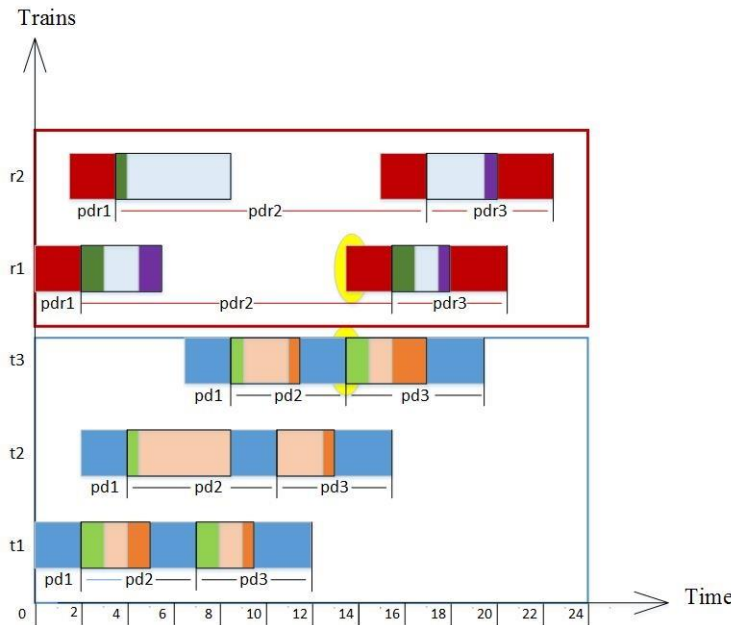 Trains
r2
pdr1 pdr2 pdr3
r1
pdr1 pdr2 pdr3
t3
pd1 pd2 pd3
t2
pd1 pd2 pd3
t1
pd1 pd2 pd3
0 2 4 6 8 10 12 14 16 18 20 22 24 Time